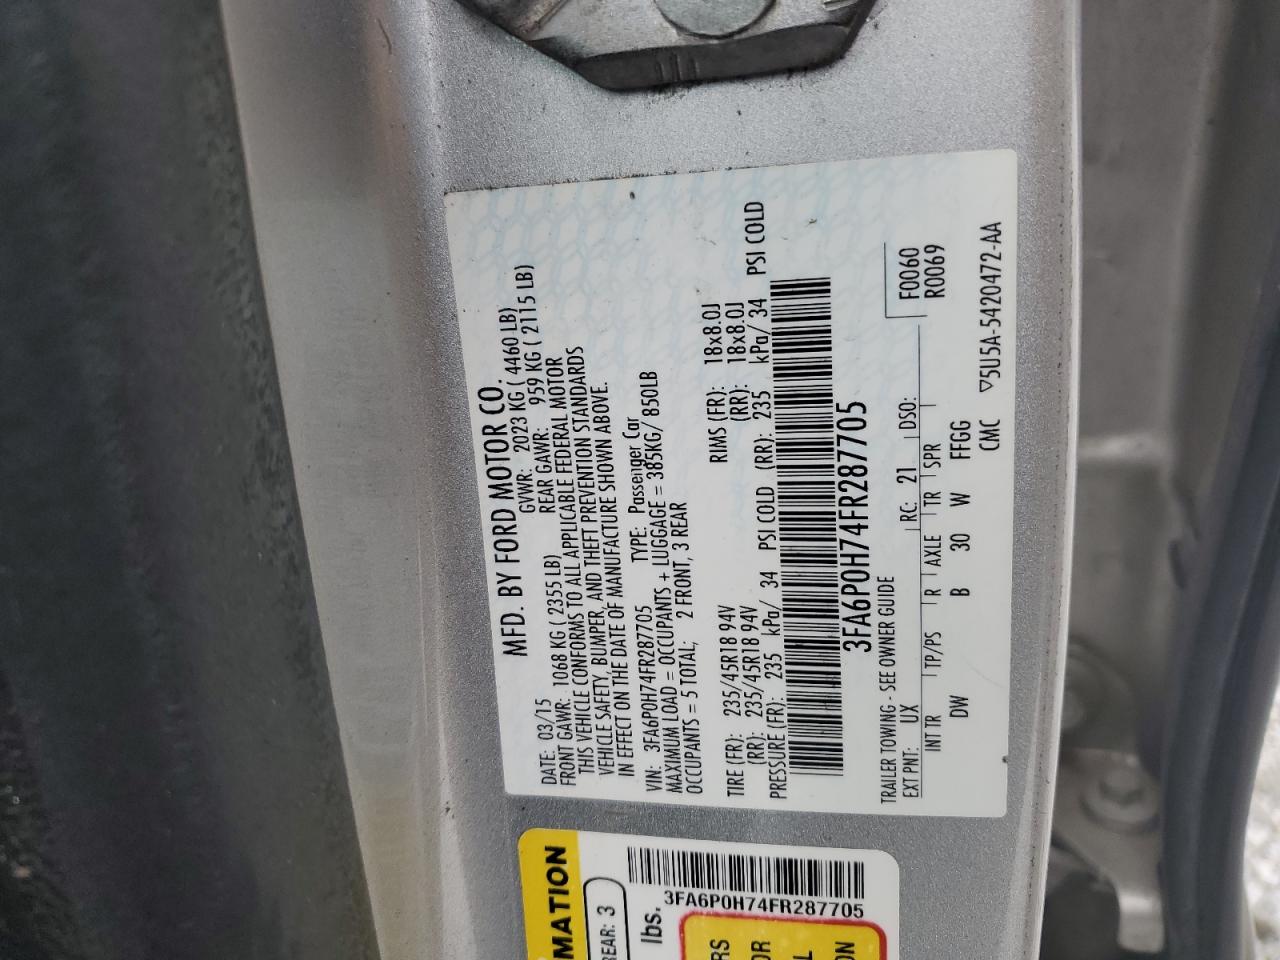 MFD. BY FORD MOTOR CO.
DATE: 03/15 GVWR: 2023 KG ( 4460 LB)
FRONT GAWR: 1068 KG ( 2355 LB) REAR GAWR: 959 KG ( 2115 LB)
THIS VEHICLE CONFORMS TO ALL APPLICABLE FEDERAL MOTOR
VEHICLE SAFETY, BUMPER, AND THEFT PREVENTION STANDARDS
IN EFFECT ON THE DATE OF MANUFACTURE SHOWN ABOVE.
VIN: 3FA6P0H74FR287705 TYPE: Passenger Car
MAXIMUM LOAD = OCCUPANTS + LUGGAGE = 385KG/ 850LB
OCCUPANTS = 5 TOTAL; 2 FRONT, 3 REAR
TIRE (FR): 235/45R18 94V RIMS (FR): 18x8.0J
(RR): 235/45R18 94V (RR): 18x8.0J
PRESSURE (FR): 235 kPa/ 34 PSI COLD (RR): 235 kPa/ 34 PSI COLD
3FA6P0H74FR287705
TRAILER TOWING - SEE OWNER GUIDE F0060
EXT PNT: UX RC: 21 DSO: R0069
INT TR TP/PS R AXLE TR SPR
DW B 30 W FFGG
CMC ▽5U5A-5420472-AA
MATION
REAR: 3
lbs.
3FA6P0H74FR287705
RS
OR
L
ON